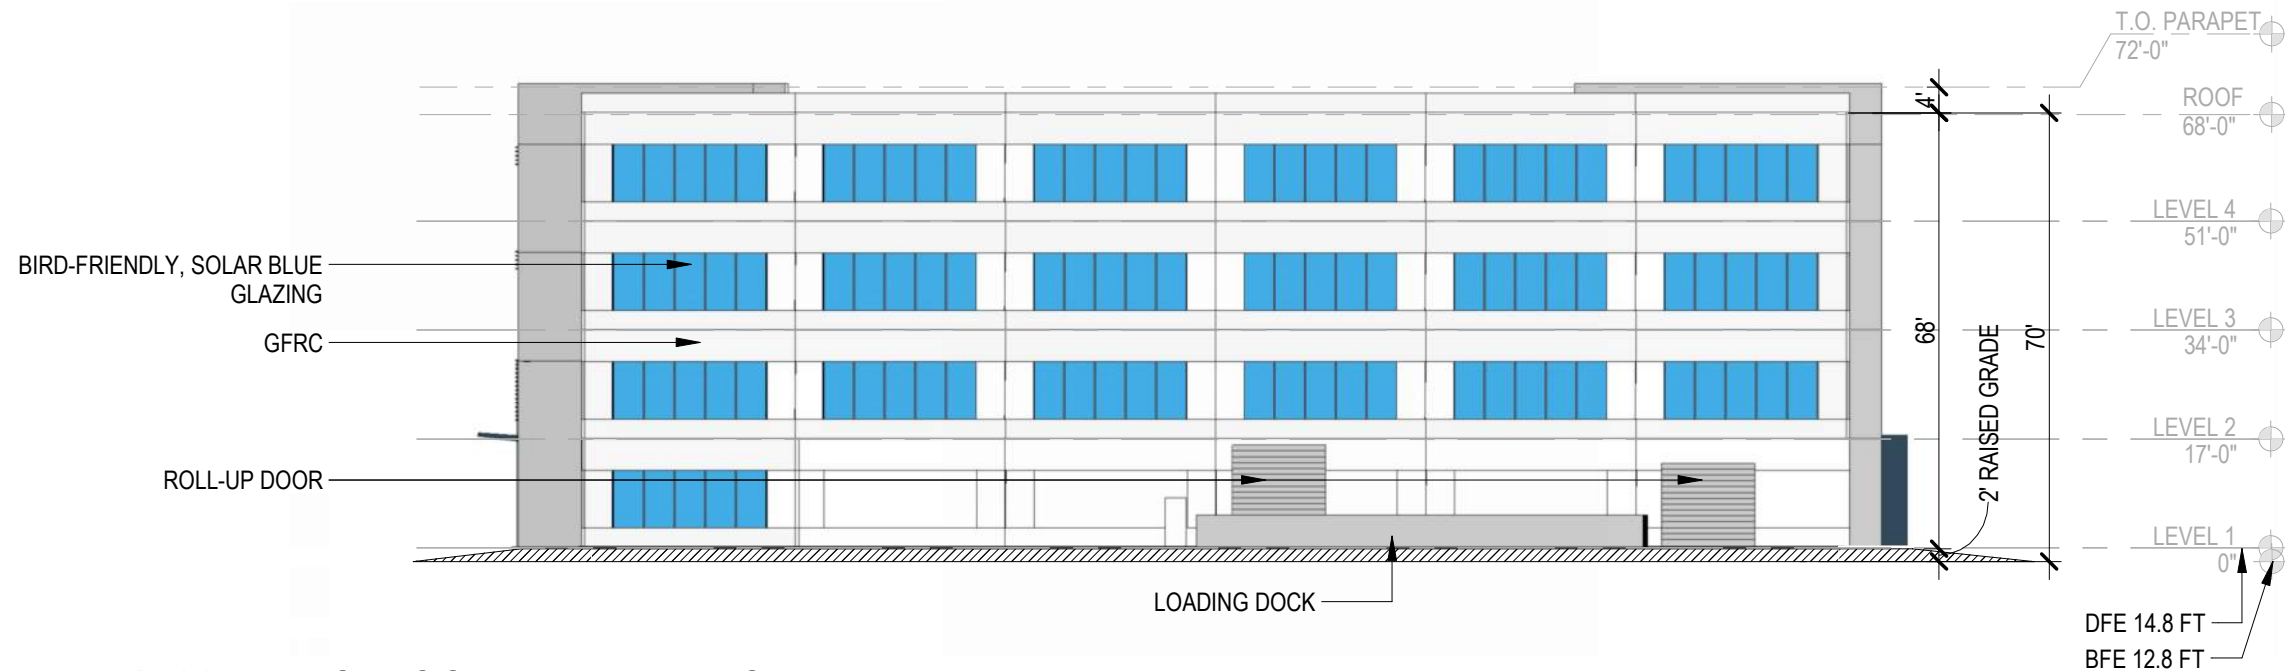 T.O. PARAPET
72'-0"
4'
ROOF
68'-0"
LEVEL 4
51'-0"
BIRD-FRIENDLY, SOLAR BLUE
GLAZING
GFRC
LEVEL 3
34'-0"
68'
70'
2' RAISED GRADE
LEVEL 2
17'-0"
ROLL-UP DOOR
LEVEL 1
0"
LOADING DOCK
DFE 14.8 FT
BFE 12.8 FT